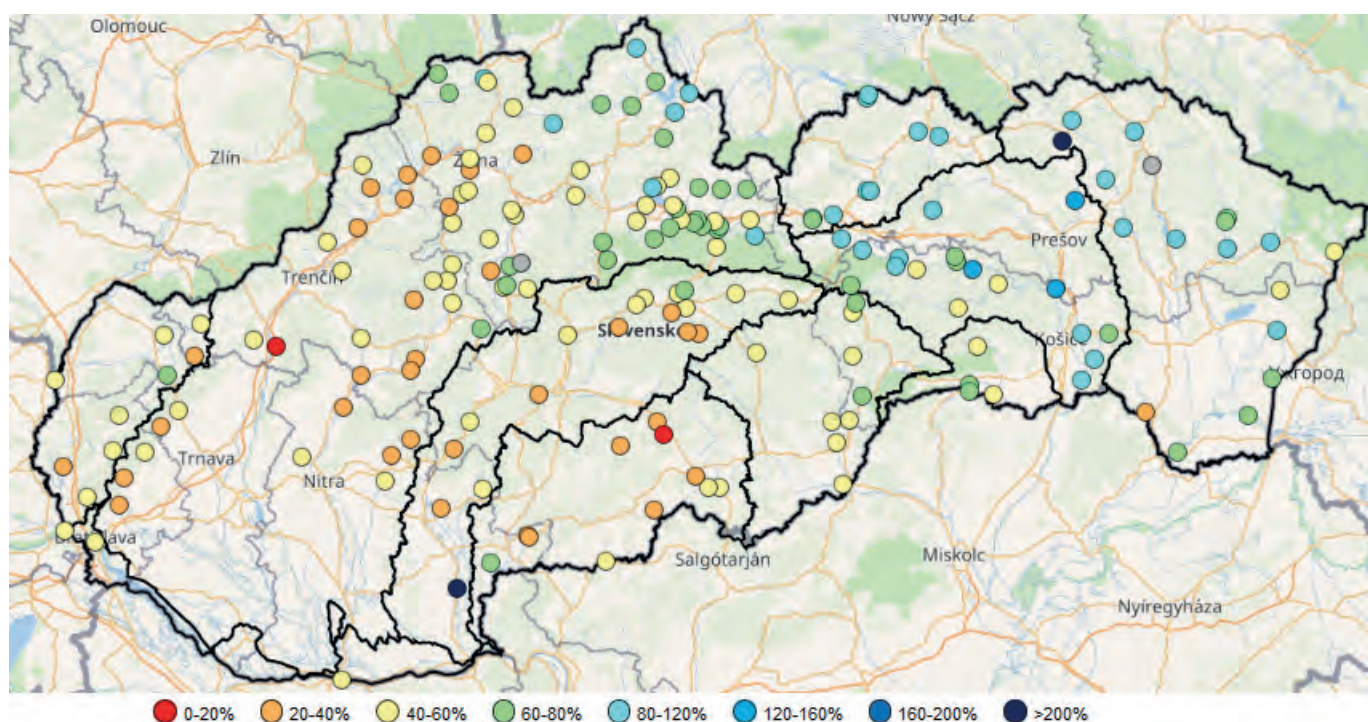 Olomouc
Nowy Sącz
Zlín
Žilina
Trenčín
Prešov
Slovensko
Košice
Ужгород
Trnava
Nitra
Bratislava
Salgótarján
Miskolc
Nyíregyháza
0-20% 20-40% 40-60% 60-80% 80-120% 120-160% 160-200% >200%